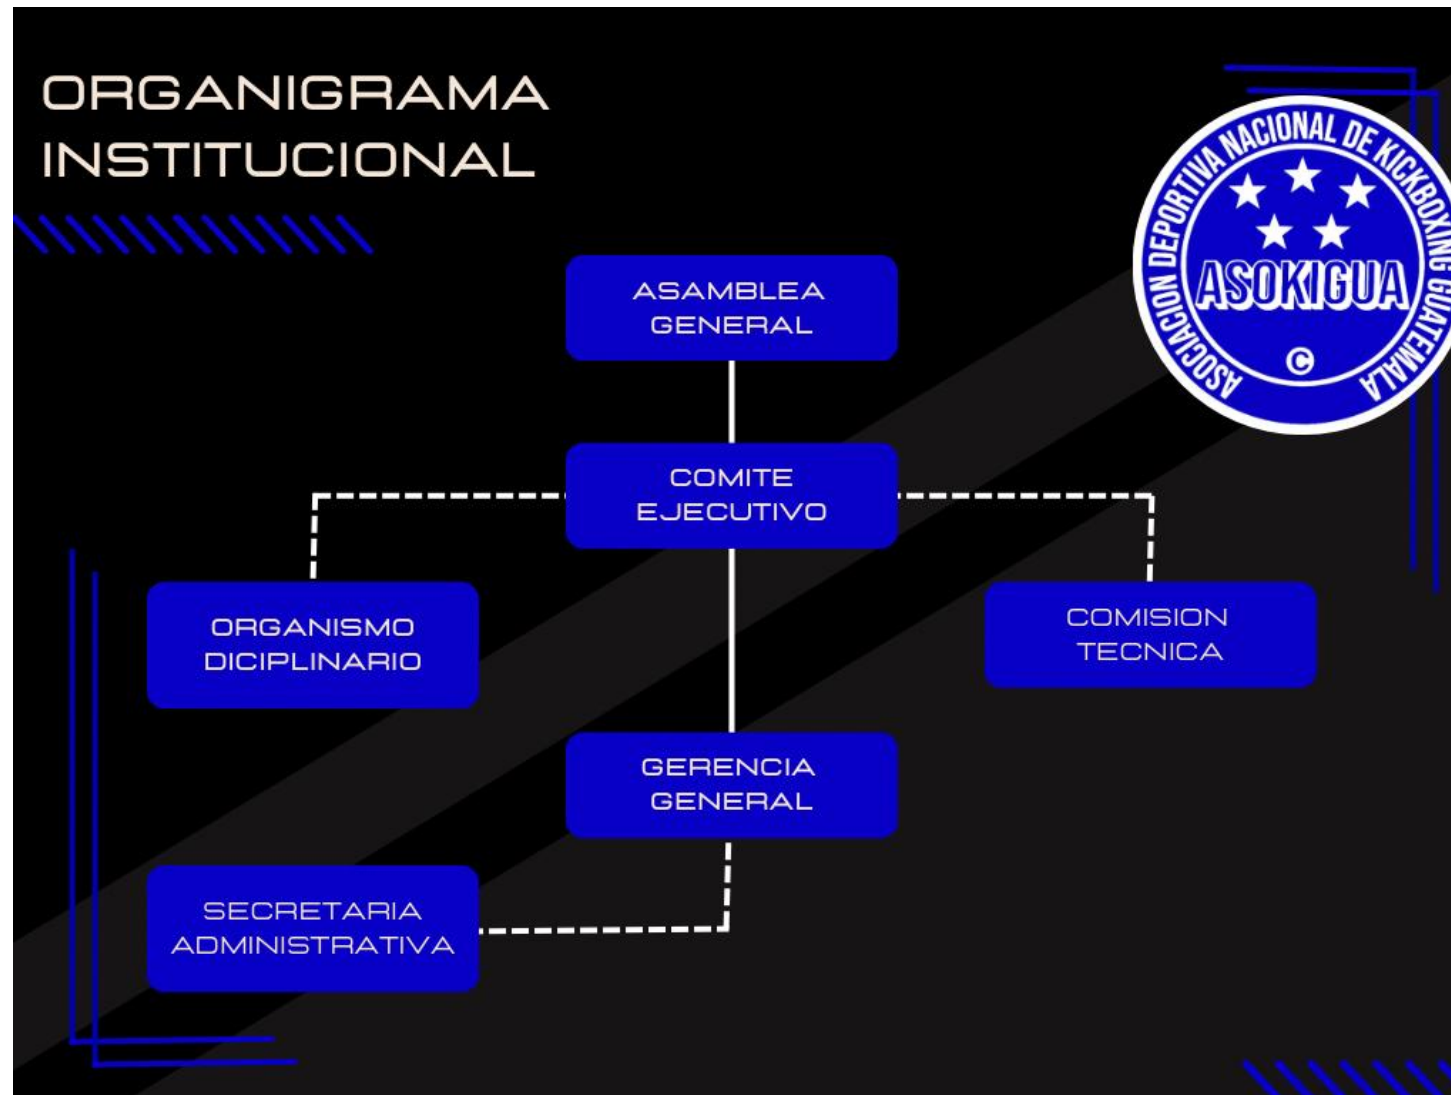 ORGANIGRAMA
INSTITUCIONAL
ASOCIACION DEPORTIVA NACIONAL DE KICKBOXING GUATEMALA
ASOKIGUA
©
ASAMBLEA
GENERAL
COMITE
EJECUTIVO
ORGANISMO
DICIPLINARIO
COMISION
TECNICA
GERENCIA
GENERAL
SECRETARIA
ADMINISTRATIVA